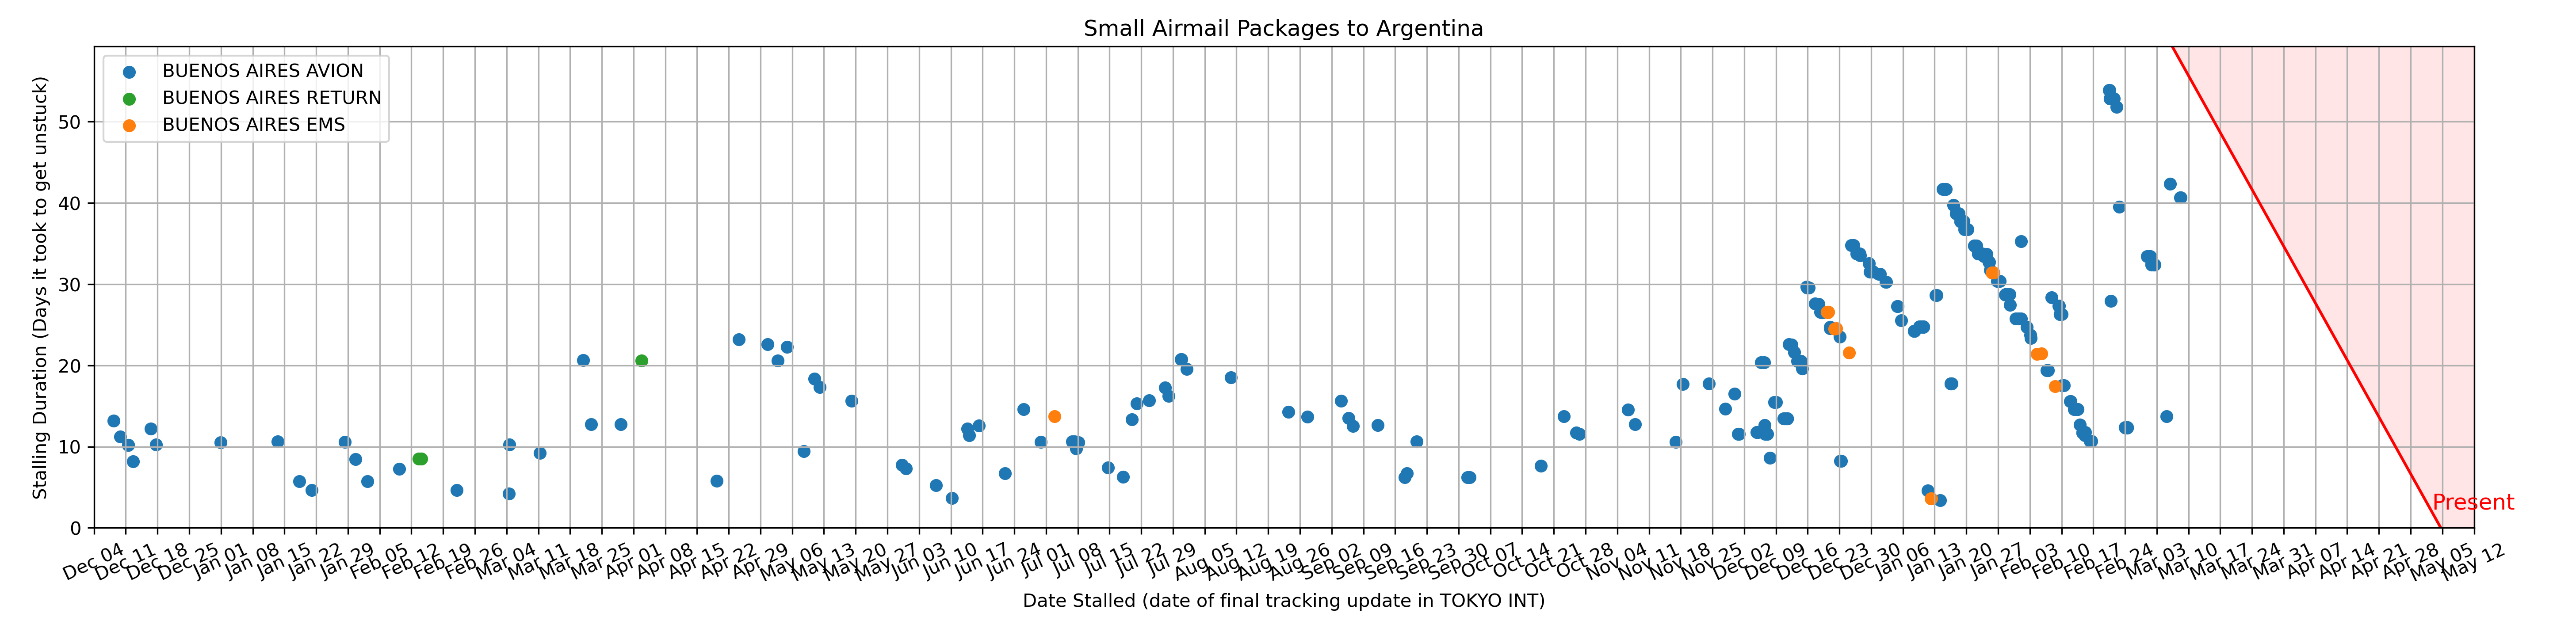 Small Airmail Packages to Argentina
BUENOS AIRES AVION
BUENOS AIRES RETURN
BUENOS AIRES EMS
Stalling Duration (Days it took to get unstuck)
50
40
30
20
10
0
Present
Dec 04
Dec 11
Dec 18
Dec 25
Jan 01
Jan 08
Jan 15
Jan 22
Jan 29
Feb 05
Feb 12
Feb 19
Feb 26
Mar 04
Mar 11
Mar 18
Mar 25
Apr 01
Apr 08
Apr 15
Apr 22
Apr 29
May 06
May 13
May 20
May 27
Jun 03
Jun 10
Jun 17
Jun 24
Jul 01
Jul 08
Jul 15
Jul 22
Jul 29
Aug 05
Aug 12
Aug 19
Aug 26
Sep 02
Sep 09
Sep 16
Sep 23
Sep 30
Oct 07
Oct 14
Oct 21
Oct 28
Nov 04
Nov 11
Nov 18
Nov 25
Dec 02
Dec 09
Dec 16
Dec 23
Dec 30
Jan 06
Jan 13
Jan 20
Jan 27
Feb 03
Feb 10
Feb 17
Feb 24
Mar 03
Mar 10
Mar 17
Mar 24
Mar 31
Apr 07
Apr 14
Apr 21
Apr 28
May 05
May 12
Date Stalled (date of final tracking update in TOKYO INT)